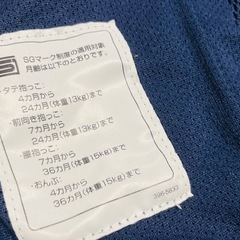 SGマーク制度の適用対象
月齢は以下のとおりです。
・タテ抱っこ:
4カ月から
24カ月(体重13kg)まで
・前向き抱っこ:
7カ月から
24カ月(体重13kg)まで
・腰抱っこ:
7カ月から
36カ月(体重15kg)まで
・おんぶ:
4カ月から
36カ月(体重15kg)まで